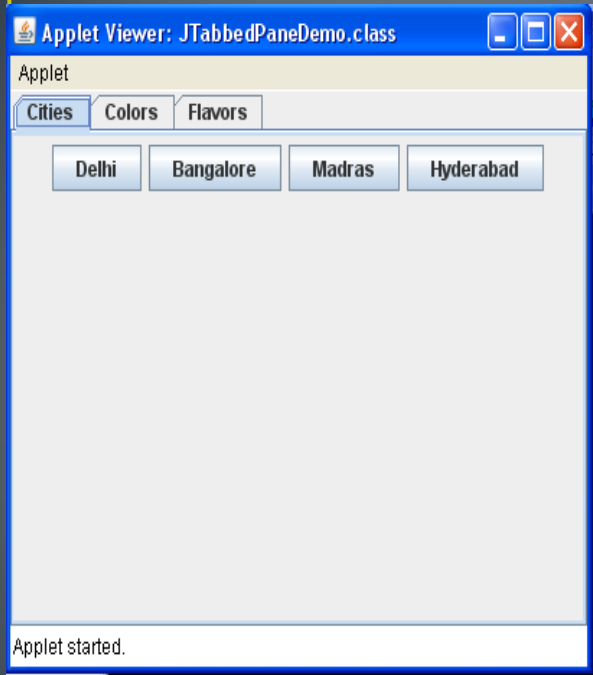 Applet Viewer: JTabbedPaneDemo.class
Applet
Cities Colors Flavors
Delhi Bangalore Madras Hyderabad
Applet started.